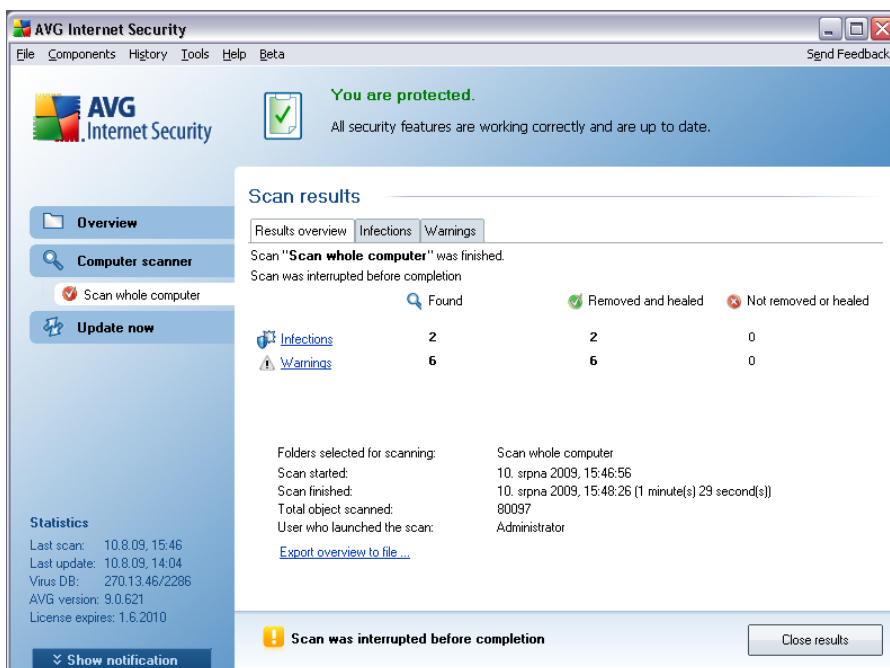 AVG Internet Security
File Components History Tools Help Beta Send Feedback
AVG
Internet Security
You are protected.
All security features are working correctly and are up to date.
Overview
Computer scanner
Scan whole computer
Update now
Scan results
Results overview Infections Warnings
Scan "Scan whole computer" was finished.
Scan was interrupted before completion
Found Removed and healed Not removed or healed
Infections 2 2 0
Warnings 6 6 0
Folders selected for scanning: Scan whole computer
Scan started: 10. srpna 2009, 15:46:56
Scan finished: 10. srpna 2009, 15:48:26 (1 minute(s) 29 second(s))
Total object scanned: 80097
User who launched the scan: Administrator
Export overview to file ...
Statistics
Last scan: 10.8.09, 15:46
Last update: 10.8.09, 14:04
Virus DB: 270.13.46/2286
AVG version: 9.0.621
License expires: 1.6.2010
Show notification
Scan was interrupted before completion
Close results